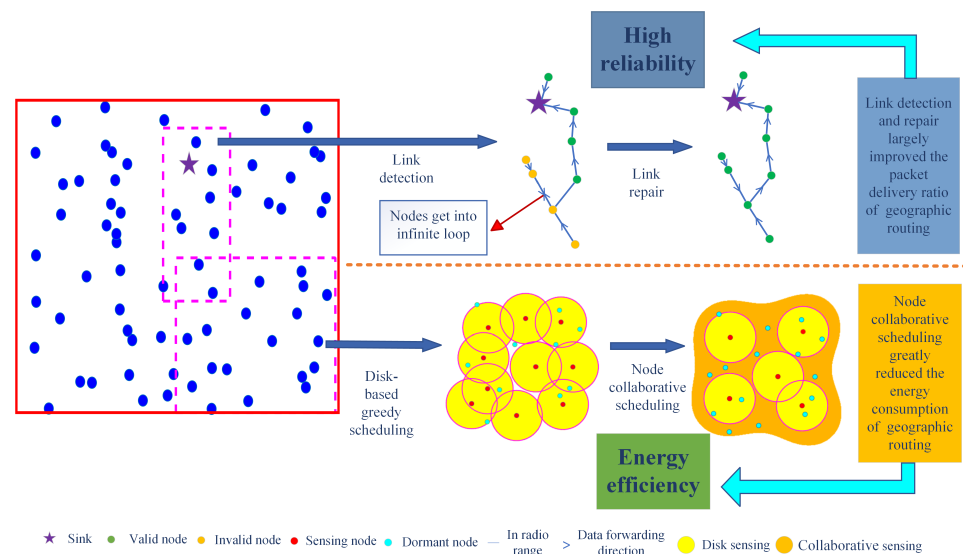 High
reliability
Link
detection
Link
repair
Nodes get into
infinite loop
Link detection
and repair
largely
improved the
packet
delivery ratio
of geographic
routing
Disk-
based
greedy
scheduling
Node
collaborative
scheduling
Node
collaborative
scheduling
greatly
reduced the
energy
consumption
of geographic
routing
Energy
efficiency
Sink
Valid node
Invalid node
Sensing node
Dormant node
In radio
range
> Data forwarding
direction
Disk sensing
Collaborative sensing